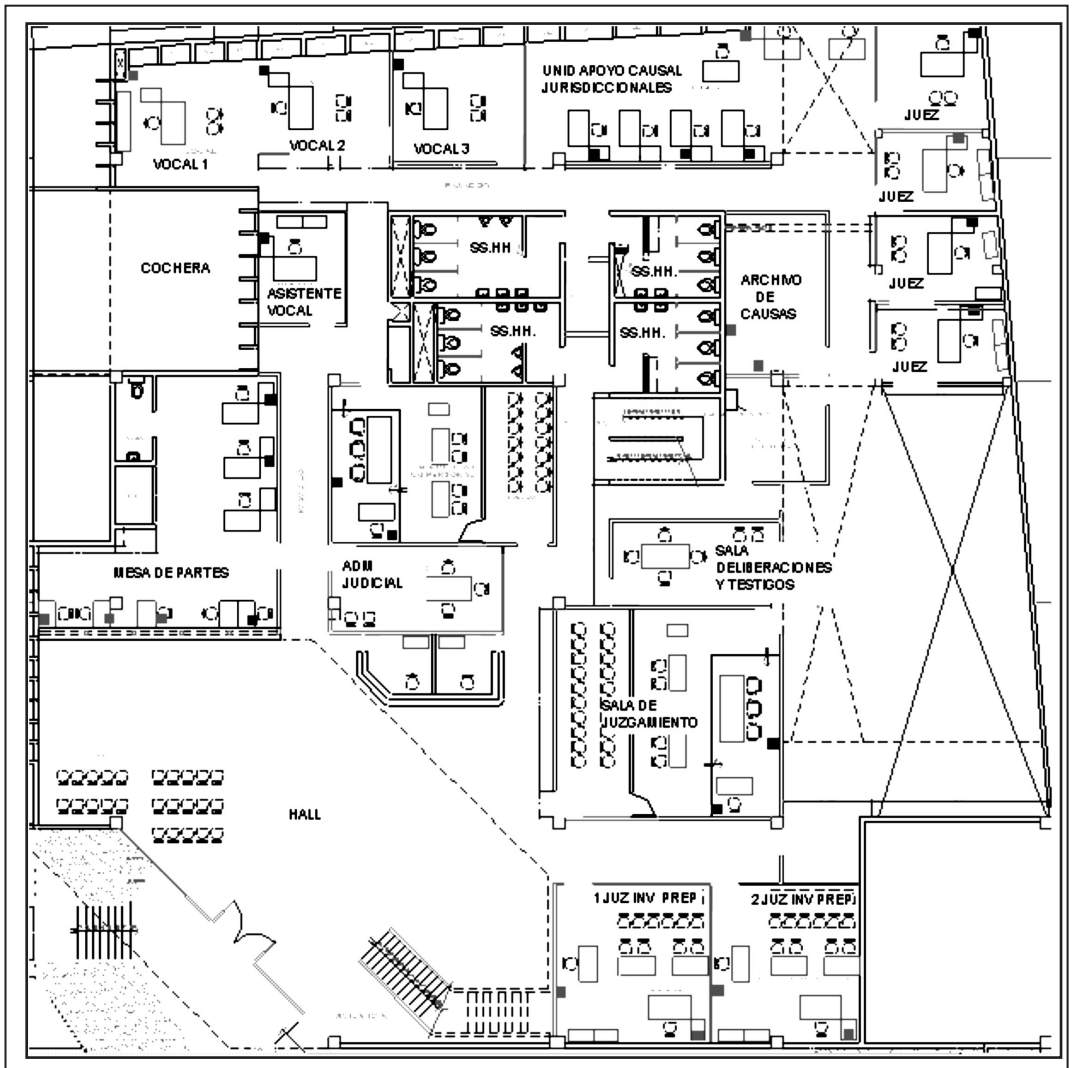 UNID APOYO CAUSAL
JURISDICCIONALES
JUEZ
VOCAL 1
VOCAL 2
VOCAL 3
JUEZ
COCHERA
ASISTENTE
VOCAL
SS.HH.
SS.HH.
ARCHIVO
DE
CAUSAS
JUEZ
SS.HH.
SS.HH.
JUEZ
MESA DE PARTES
ADM
JUDICIAL
SALA
DELIBERACIONES
Y TESTIGOS
SALA DE
JUZGAMIENTO
HALL
1 JUZ INV PREP
2 JUZ INV PREP